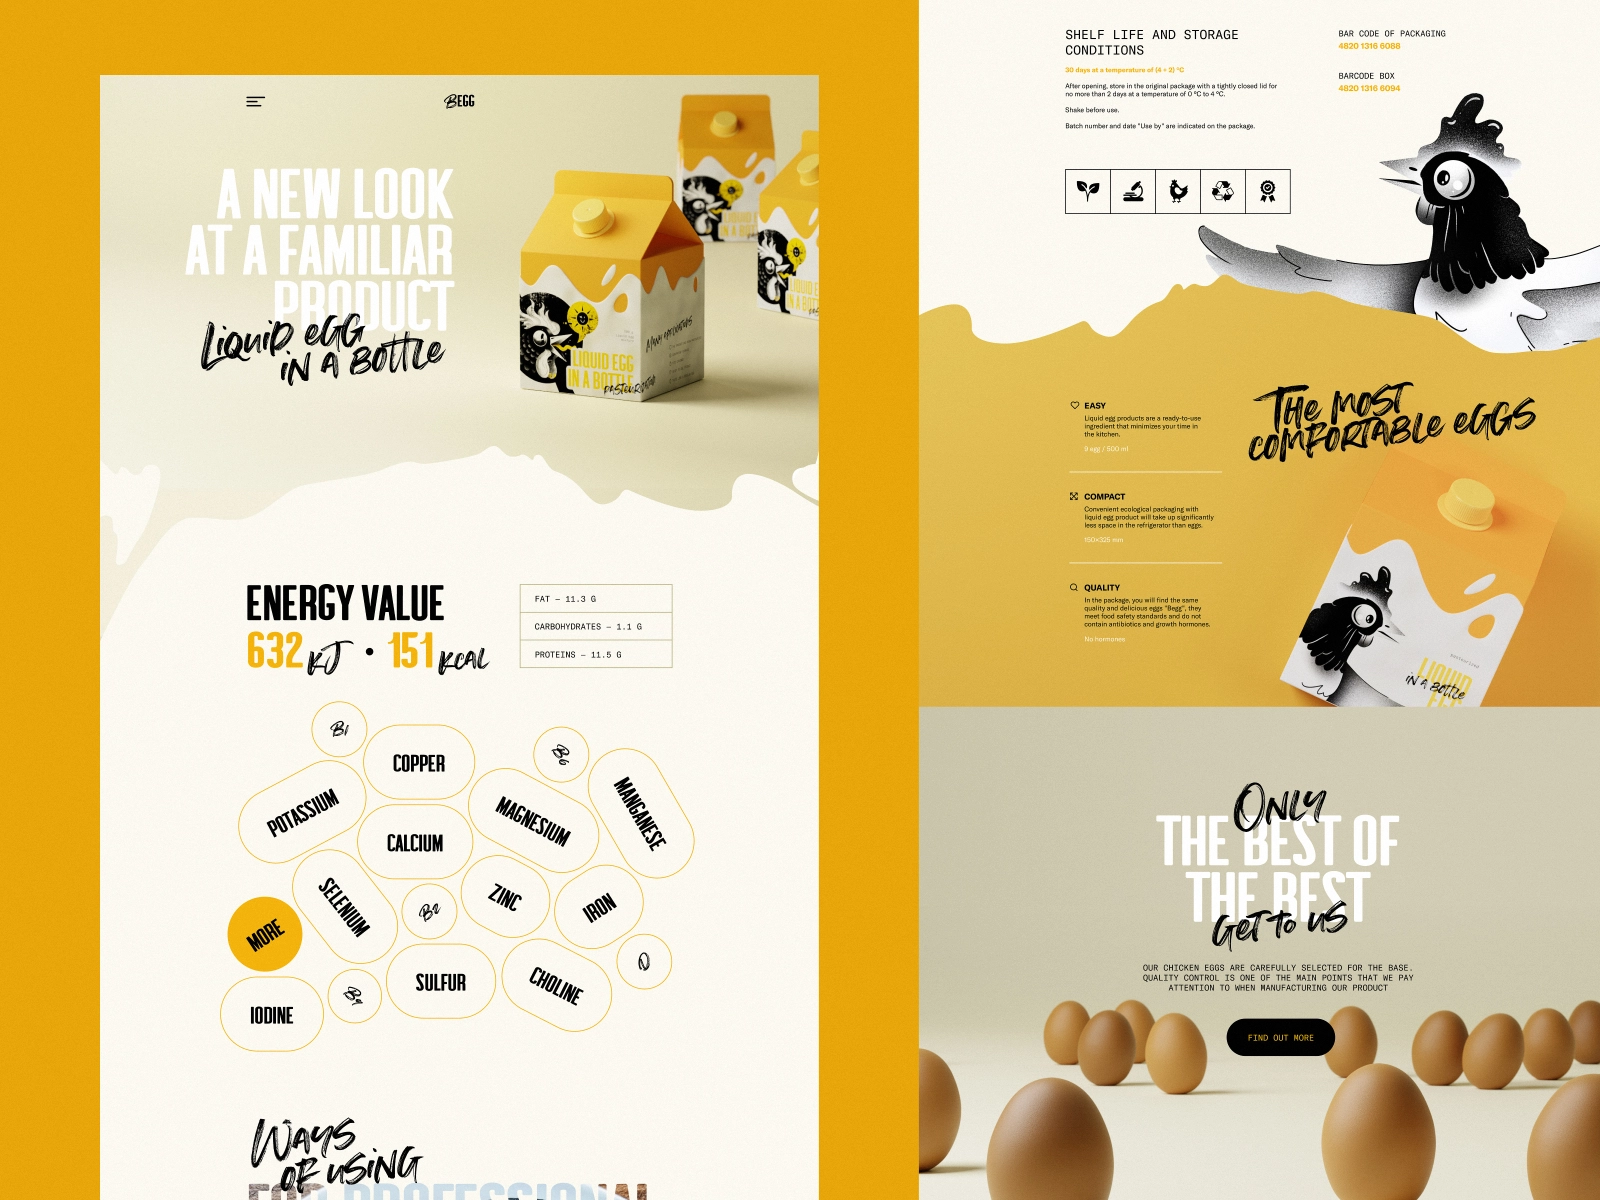 BEGG
A NEW LOOK
AT A FAMILIAR
PRODUCT
LiquiD eGG
iN A BOttle
LIQUID EGG
IN A BOTTLE
PASTEURIZED
ENERGY VALUE
632 KJ • 151 KCAL
FAT – 11.3 G
CARBOHYDRATES – 1.1 G
PROTEINS – 11.5 G
B1
COPPER
B6
POTASSIUM
MAGNESIUM
MANGANESE
CALCIUM
SELENIUM
B2
ZINC
IRON
MORE
SULFUR
CHOLINE
D
IODINE
B9
WAYS
OF USING
FOR PROFESSIONAL
SHELF LIFE AND STORAGE
CONDITIONS
30 days at a temperature of (4 ÷ 2) ºC
After opening, store in the original package with a tightly closed lid for
no more than 2 days at a temperature of 0 ºC to 4 ºC.
Shake before use.
Batch number and date "Use by" are indicated on the package.
BAR CODE OF PACKAGING
4820 1316 6088
BARCODE BOX
4820 1316 6094
THe MOST
COMFORTABLe eGGS
EASY
Liquid egg products are a ready-to-use
ingredient that minimizes your time in
the kitchen.
9 egg / 500 ml
COMPACT
Convenient ecological packaging with
liquid egg product will take up significantly
less space in the refrigerator than eggs.
150×325 mm
QUALITY
In the package, you will find the same
quality and delicious eggs "Begg", they
meet food safety standards and do not
contain antibiotics and growth hormones.
No hormones
LIQUID
iN A BOttle
EG
ONLY
THE BEST OF
THE BEST
GeT to uS
OUR CHICKEN EGGS ARE CAREFULLY SELECTED FOR THE BASE.
QUALITY CONTROL IS ONE OF THE MAIN POINTS THAT WE PAY
ATTENTION TO WHEN MANUFACTURING OUR PRODUCT
FIND OUT MORE